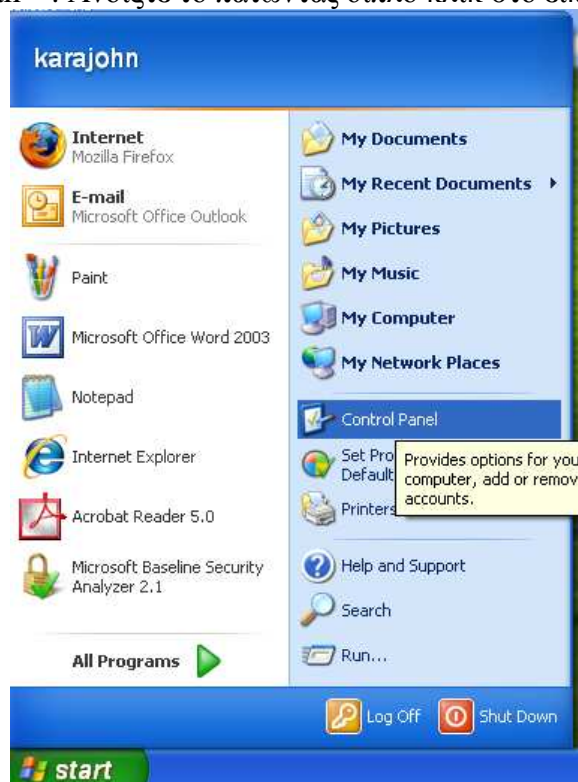 karajohn
Internet
Mozilla Firefox
E-mail
Microsoft Office Outlook
Paint
Microsoft Office Word 2003
Notepad
Internet Explorer
Acrobat Reader 5.0
Microsoft Baseline Security
Analyzer 2.1
All Programs
My Documents
My Recent Documents
My Pictures
My Music
My Computer
My Network Places
Control Panel
Set Pro
Default
Provides options for you
computer, add or remov
accounts.
Printers
Help and Support
Search
Run...
Log Off
Shut Down
start